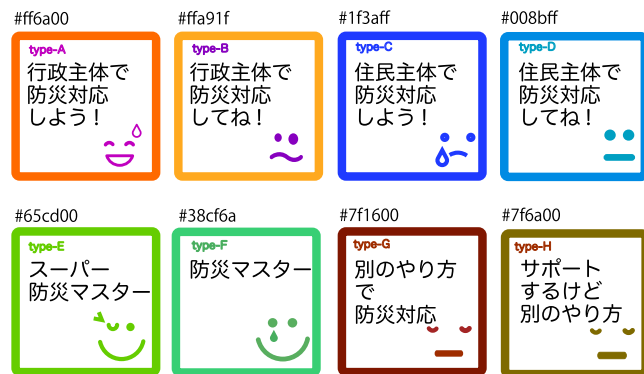 #ff6a00
#ffa91f
#1f3aff
#008bff
type-A
行政主体で
防災対応
しよう！
type-B
行政主体で
防災対応
してね！
type-C
住民主体で
防災対応
しよう！
type-D
住民主体で
防災対応
してね！
#65cd00
#38cf6a
#7f1600
#7f6a00
type-E
スーパー
防災マスター
type-F
防災マスター
type-G
別のやり方
で
防災対応
type-H
サポート
するけど
別のやり方